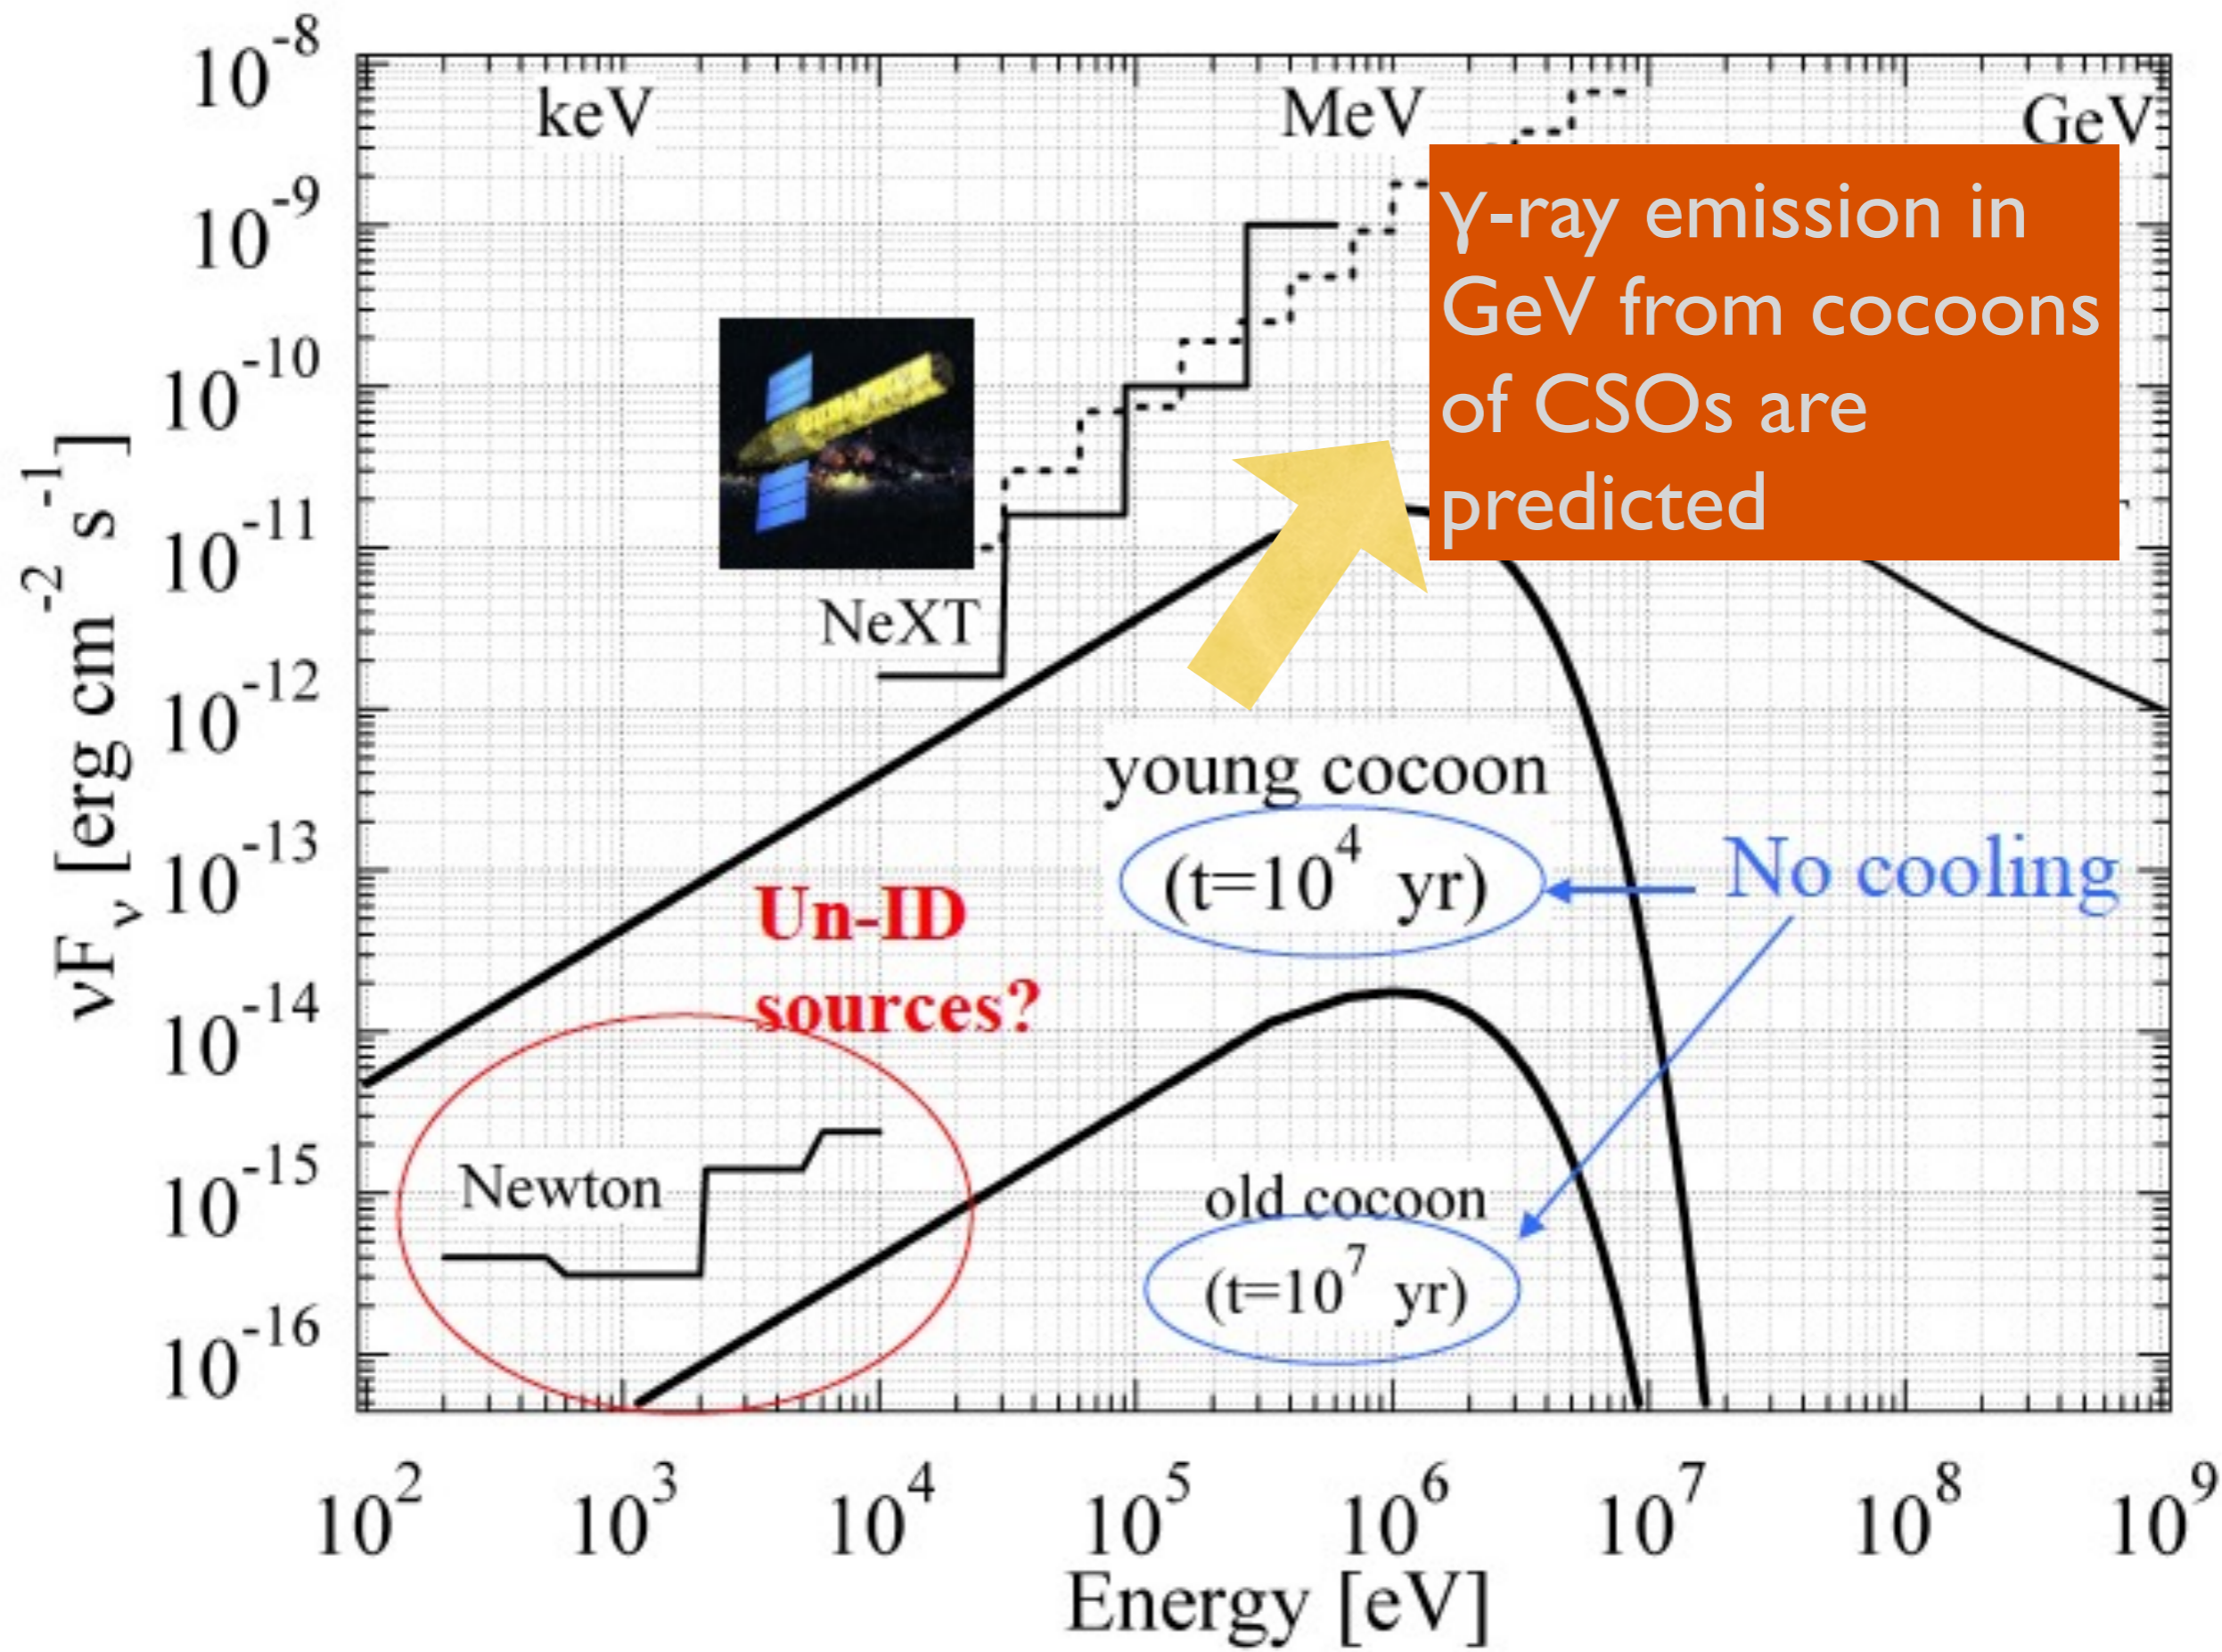 10^-8
10^-9
10^-10
10^-11
10^-12
10^-13
10^-14
10^-15
10^-16
νF_ν [erg cm^-2 s^-1]
keV
MeV
GeV
γ-ray emission in
GeV from cocoons
of CSOs are
predicted
NeXT
young cocoon
(t=10^4 yr)
No cooling
Un-ID
sources?
Newton
old cocoon
(t=10^7 yr)
10^2 10^3 10^4 10^5 10^6 10^7 10^8 10^9
Energy [eV]